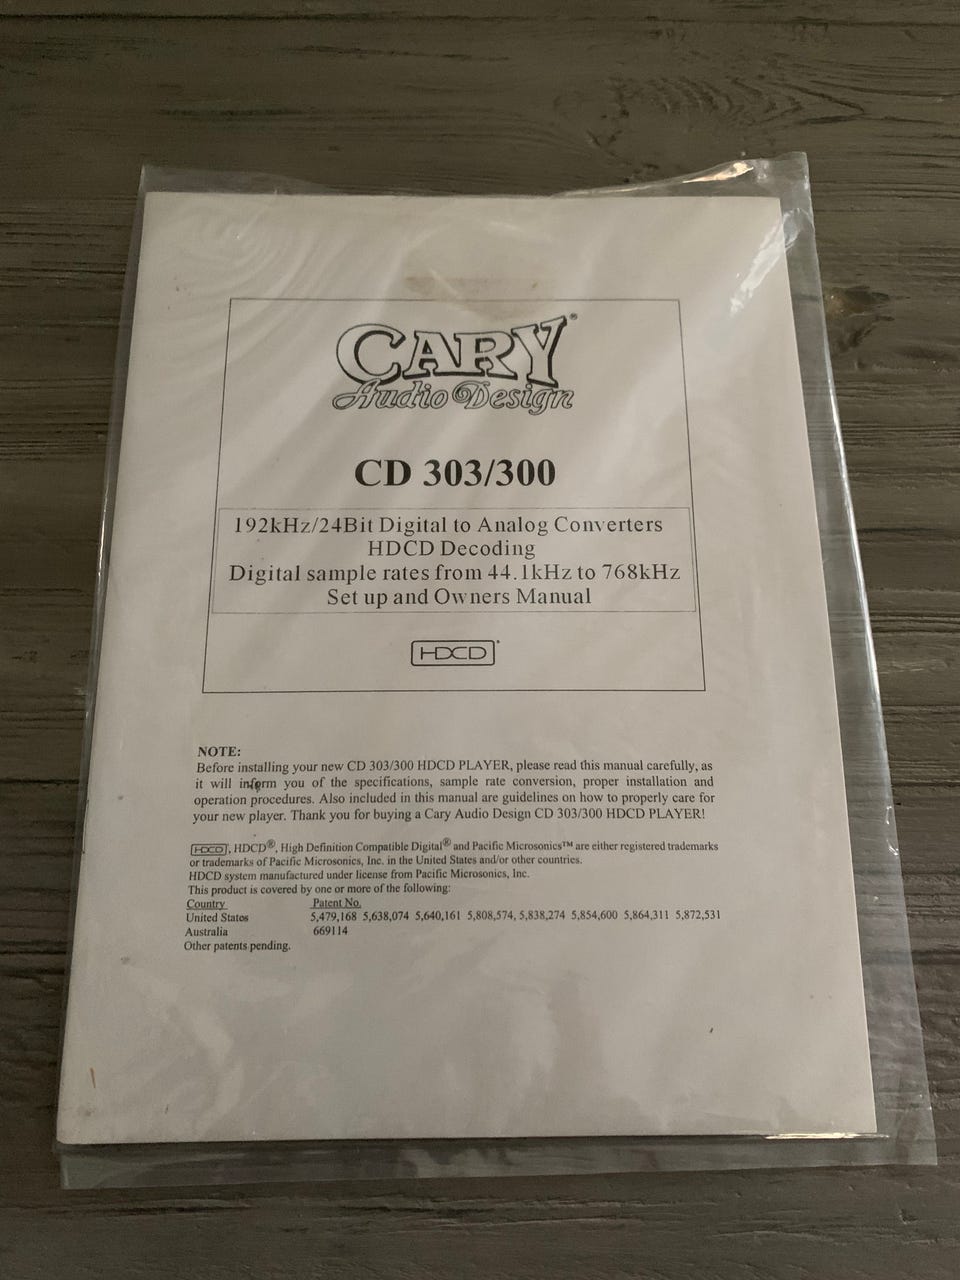 CARY®
Audio Design
CD 303/300
192kHz/24Bit Digital to Analog Converters
HDCD Decoding
Digital sample rates from 44.1kHz to 768kHz
Set up and Owners Manual
HDCD®
NOTE:
Before installing your new CD 303/300 HDCD PLAYER, please read this manual carefully, as
it will inform you of the specifications, sample rate conversion, proper installation and
operation procedures. Also included in this manual are guidelines on how to properly care for
your new player. Thank you for buying a Cary Audio Design CD 303/300 HDCD PLAYER!
HDCD, HDCD®, High Definition Compatible Digital® and Pacific Microsonics™ are either registered trademarks
or trademarks of Pacific Microsonics, Inc. in the United States and/or other countries.
HDCD system manufactured under license from Pacific Microsonics, Inc.
This product is covered by one or more of the following:
Country Patent No.
United States 5,479,168 5,638,074 5,640,161 5,808,574, 5,838,274 5,854,600 5,864,311 5,872,531
Australia 669114
Other patents pending.